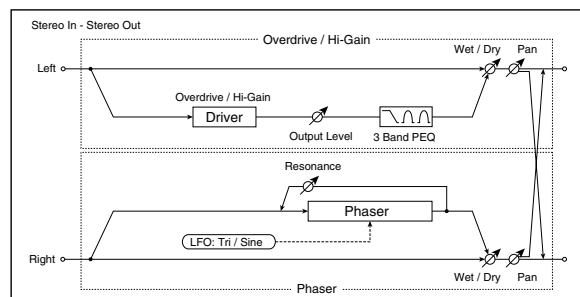 Stereo In - Stereo Out
Overdrive / Hi-Gain
Wet / Dry
Pan
Left
Overdrive / Hi-Gain
Driver
Output Level
3 Band PEQ
Resonance
Phaser
LFO: Tri / Sine
Right
Wet / Dry
Pan
Phaser